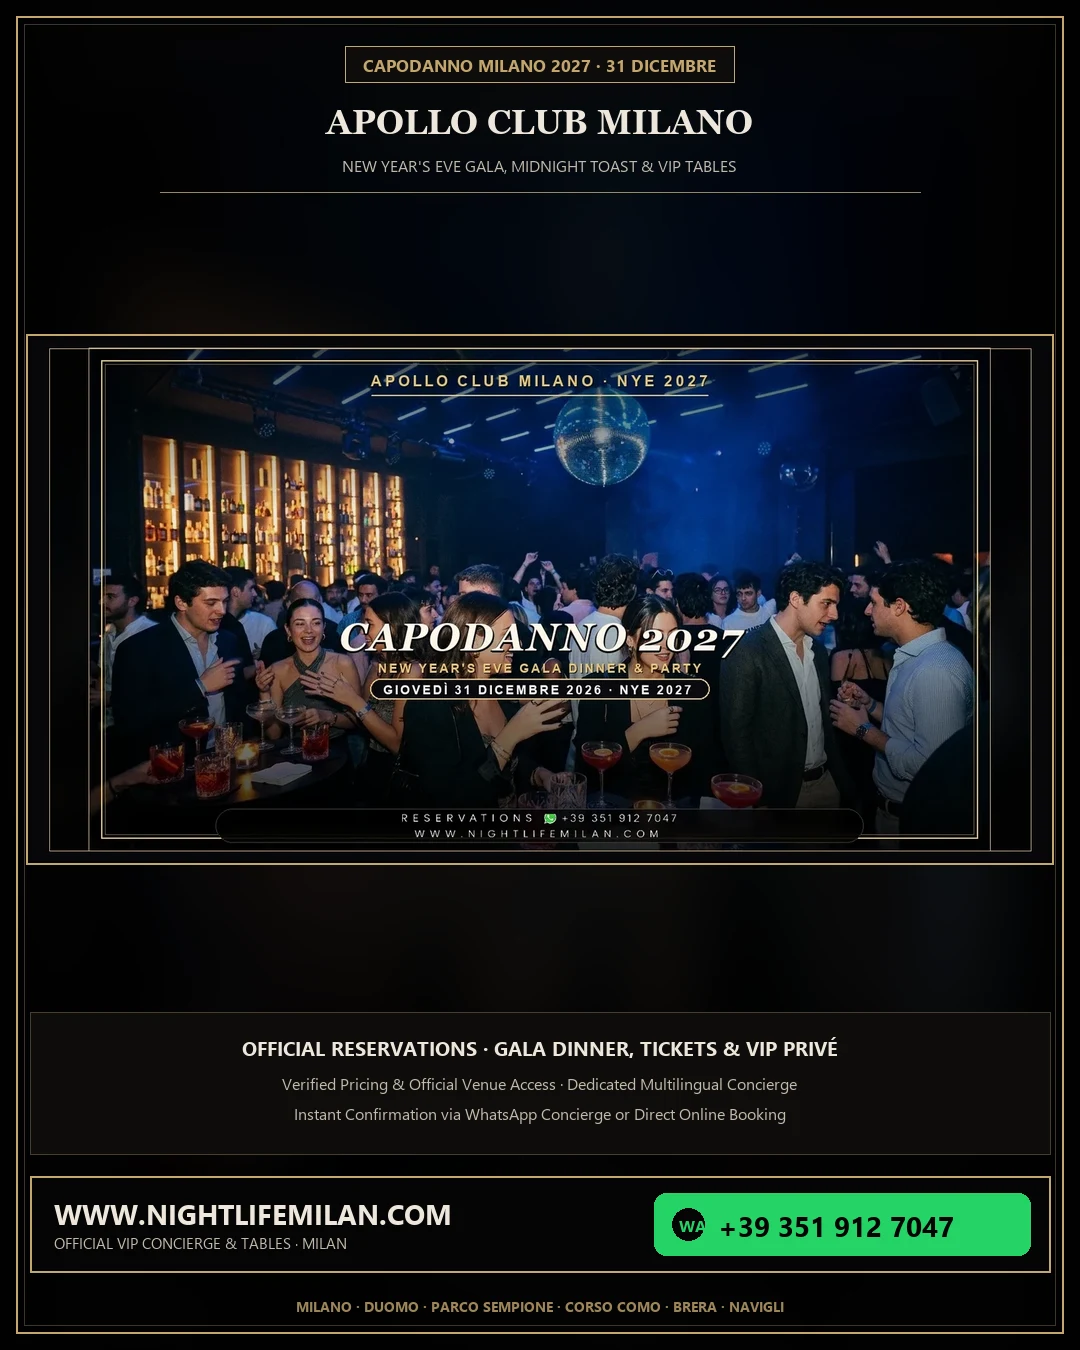 CAPODANNO MILANO 2027 · 31 DICEMBRE
APOLLO CLUB MILANO
NEW YEAR'S EVE GALA, MIDNIGHT TOAST & VIP TABLES
APOLLO CLUB MILANO · NYE 2027
CAPODANNO 2027
NEW YEAR'S EVE GALA DINNER & PARTY
GIOVEDÌ 31 DICEMBRE 2026 · NYE 2027
RESERVATIONS +39 351 912 7047
WWW.NIGHTLIFEMILAN.COM
OFFICIAL RESERVATIONS · GALA DINNER, TICKETS & VIP PRIVÉ
Verified Pricing & Official Venue Access · Dedicated Multilingual Concierge
Instant Confirmation via WhatsApp Concierge or Direct Online Booking
WWW.NIGHTLIFEMILAN.COM
OFFICIAL VIP CONCIERGE & TABLES · MILAN
WA +39 351 912 7047
MILANO · DUOMO · PARCO SEMPIONE · CORSO COMO · BRERA · NAVIGLI